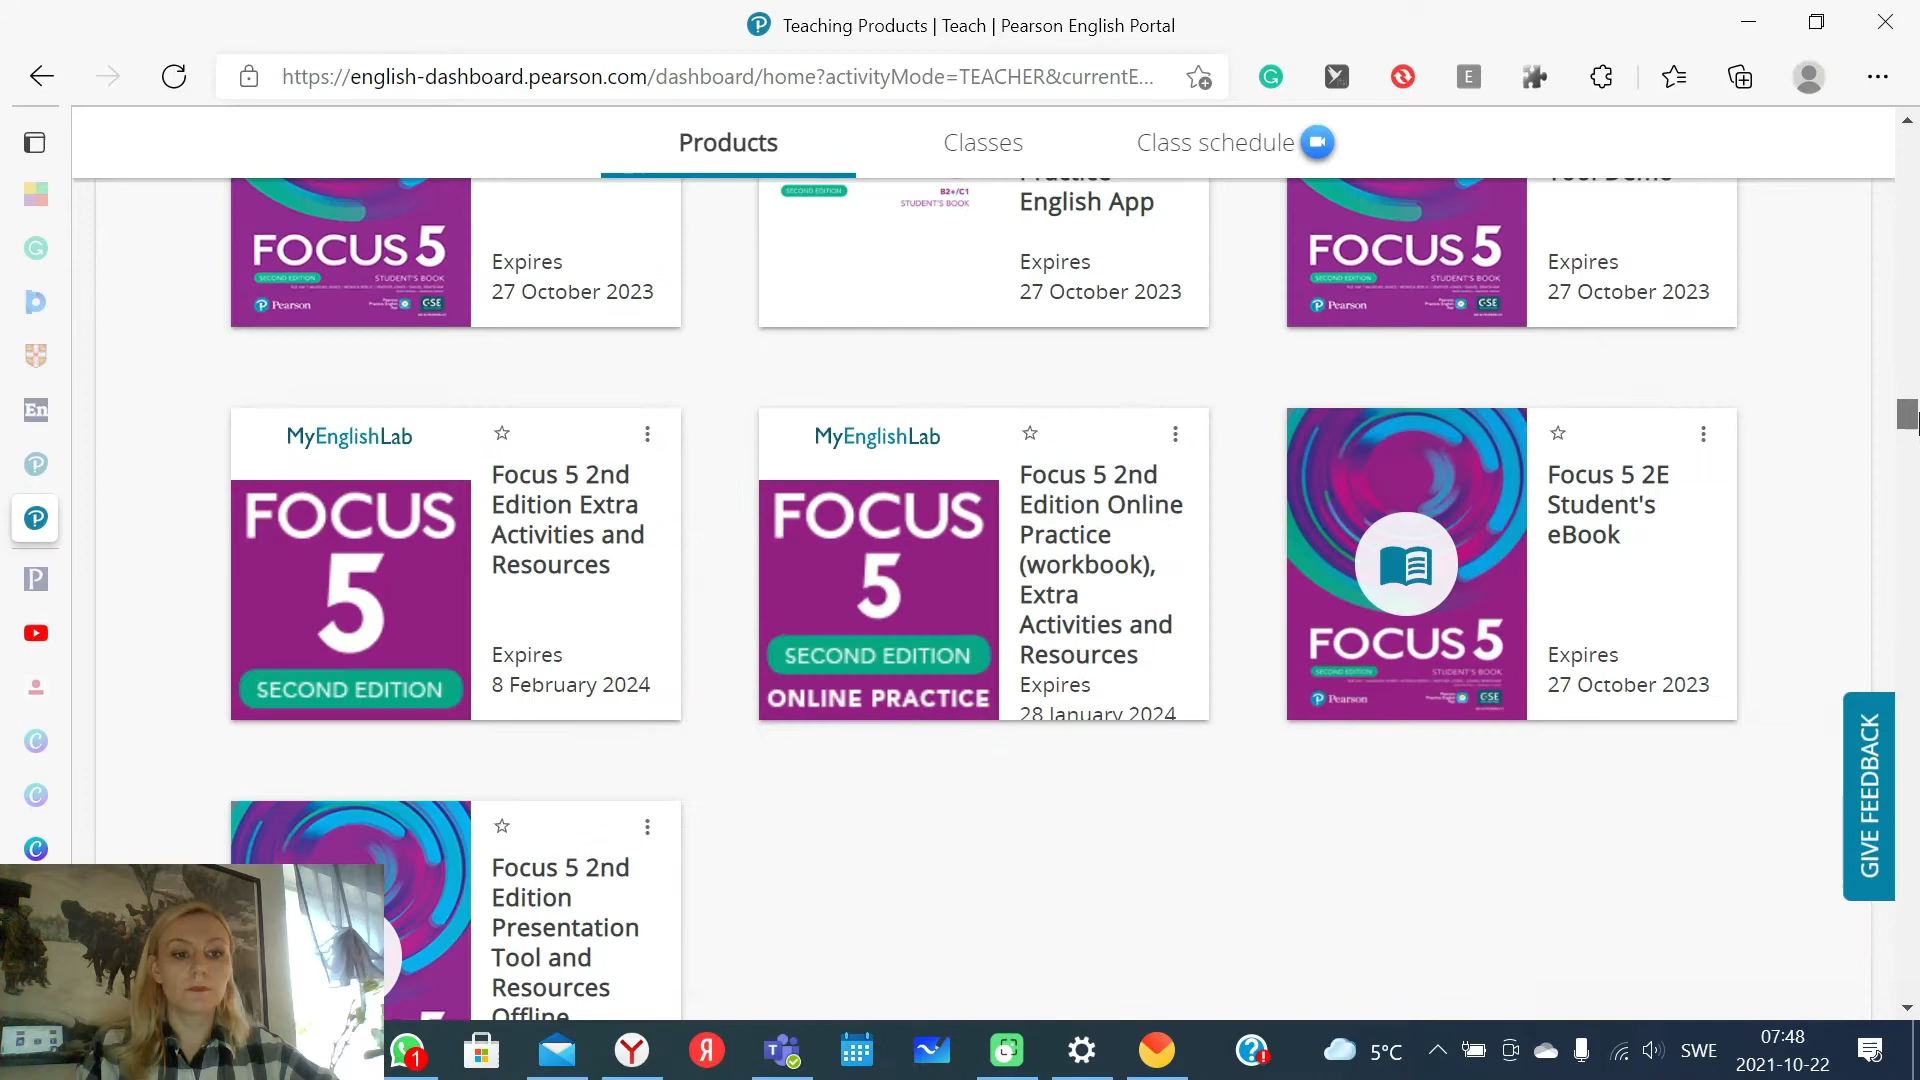 Teaching Products | Teach | Pearson English Portal
https://english-dashboard.pearson.com/dashboard/home?activityMode=TEACHER&currentE...
Products
Classes
Class schedule
FOCUS 5
SECOND EDITION
STUDENT'S BOOK
Pearson
GSE
Expires
27 October 2023
SECOND EDITION
B2+/C1
STUDENT'S BOOK
Practice
English App
Expires
27 October 2023
FOCUS 5
SECOND EDITION
STUDENT'S BOOK
Pearson
GSE
Tool Demo
Expires
27 October 2023
MyEnglishLab
FOCUS
5
SECOND EDITION
Focus 5 2nd
Edition Extra
Activities and
Resources
Expires
8 February 2024
MyEnglishLab
FOCUS
5
SECOND EDITION
ONLINE PRACTICE
Focus 5 2nd
Edition Online
Practice
(workbook),
Extra
Activities and
Resources
Expires
28 January 2024
FOCUS 5
SECOND EDITION
STUDENT'S BOOK
Pearson
GSE
Focus 5 2E
Student's
eBook
Expires
27 October 2023
Focus 5 2nd
Edition
Presentation
Tool and
Resources
Offline
GIVE FEEDBACK
En
1
5°C
SWE
07:48
2021-10-22